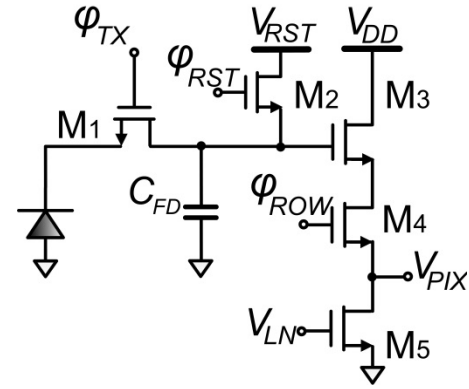 φTX
VRST
VDD
φRST
M2
M3
M1
CFD
φROW
M4
VPIX
VLN
M5